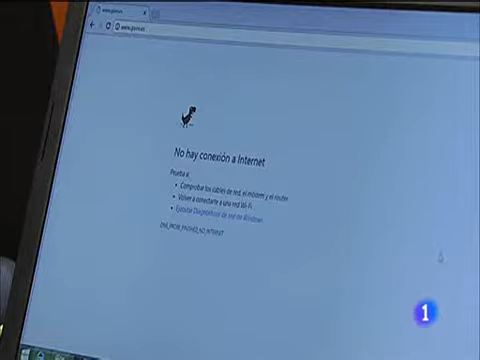 No hay conexión a Internet
Prueba a:
• Comprobar los cables de red, el módem y el router
• Volver a conectarte a una red Wi-Fi
• Ejecutar Diagnósticos de red de Windows
1